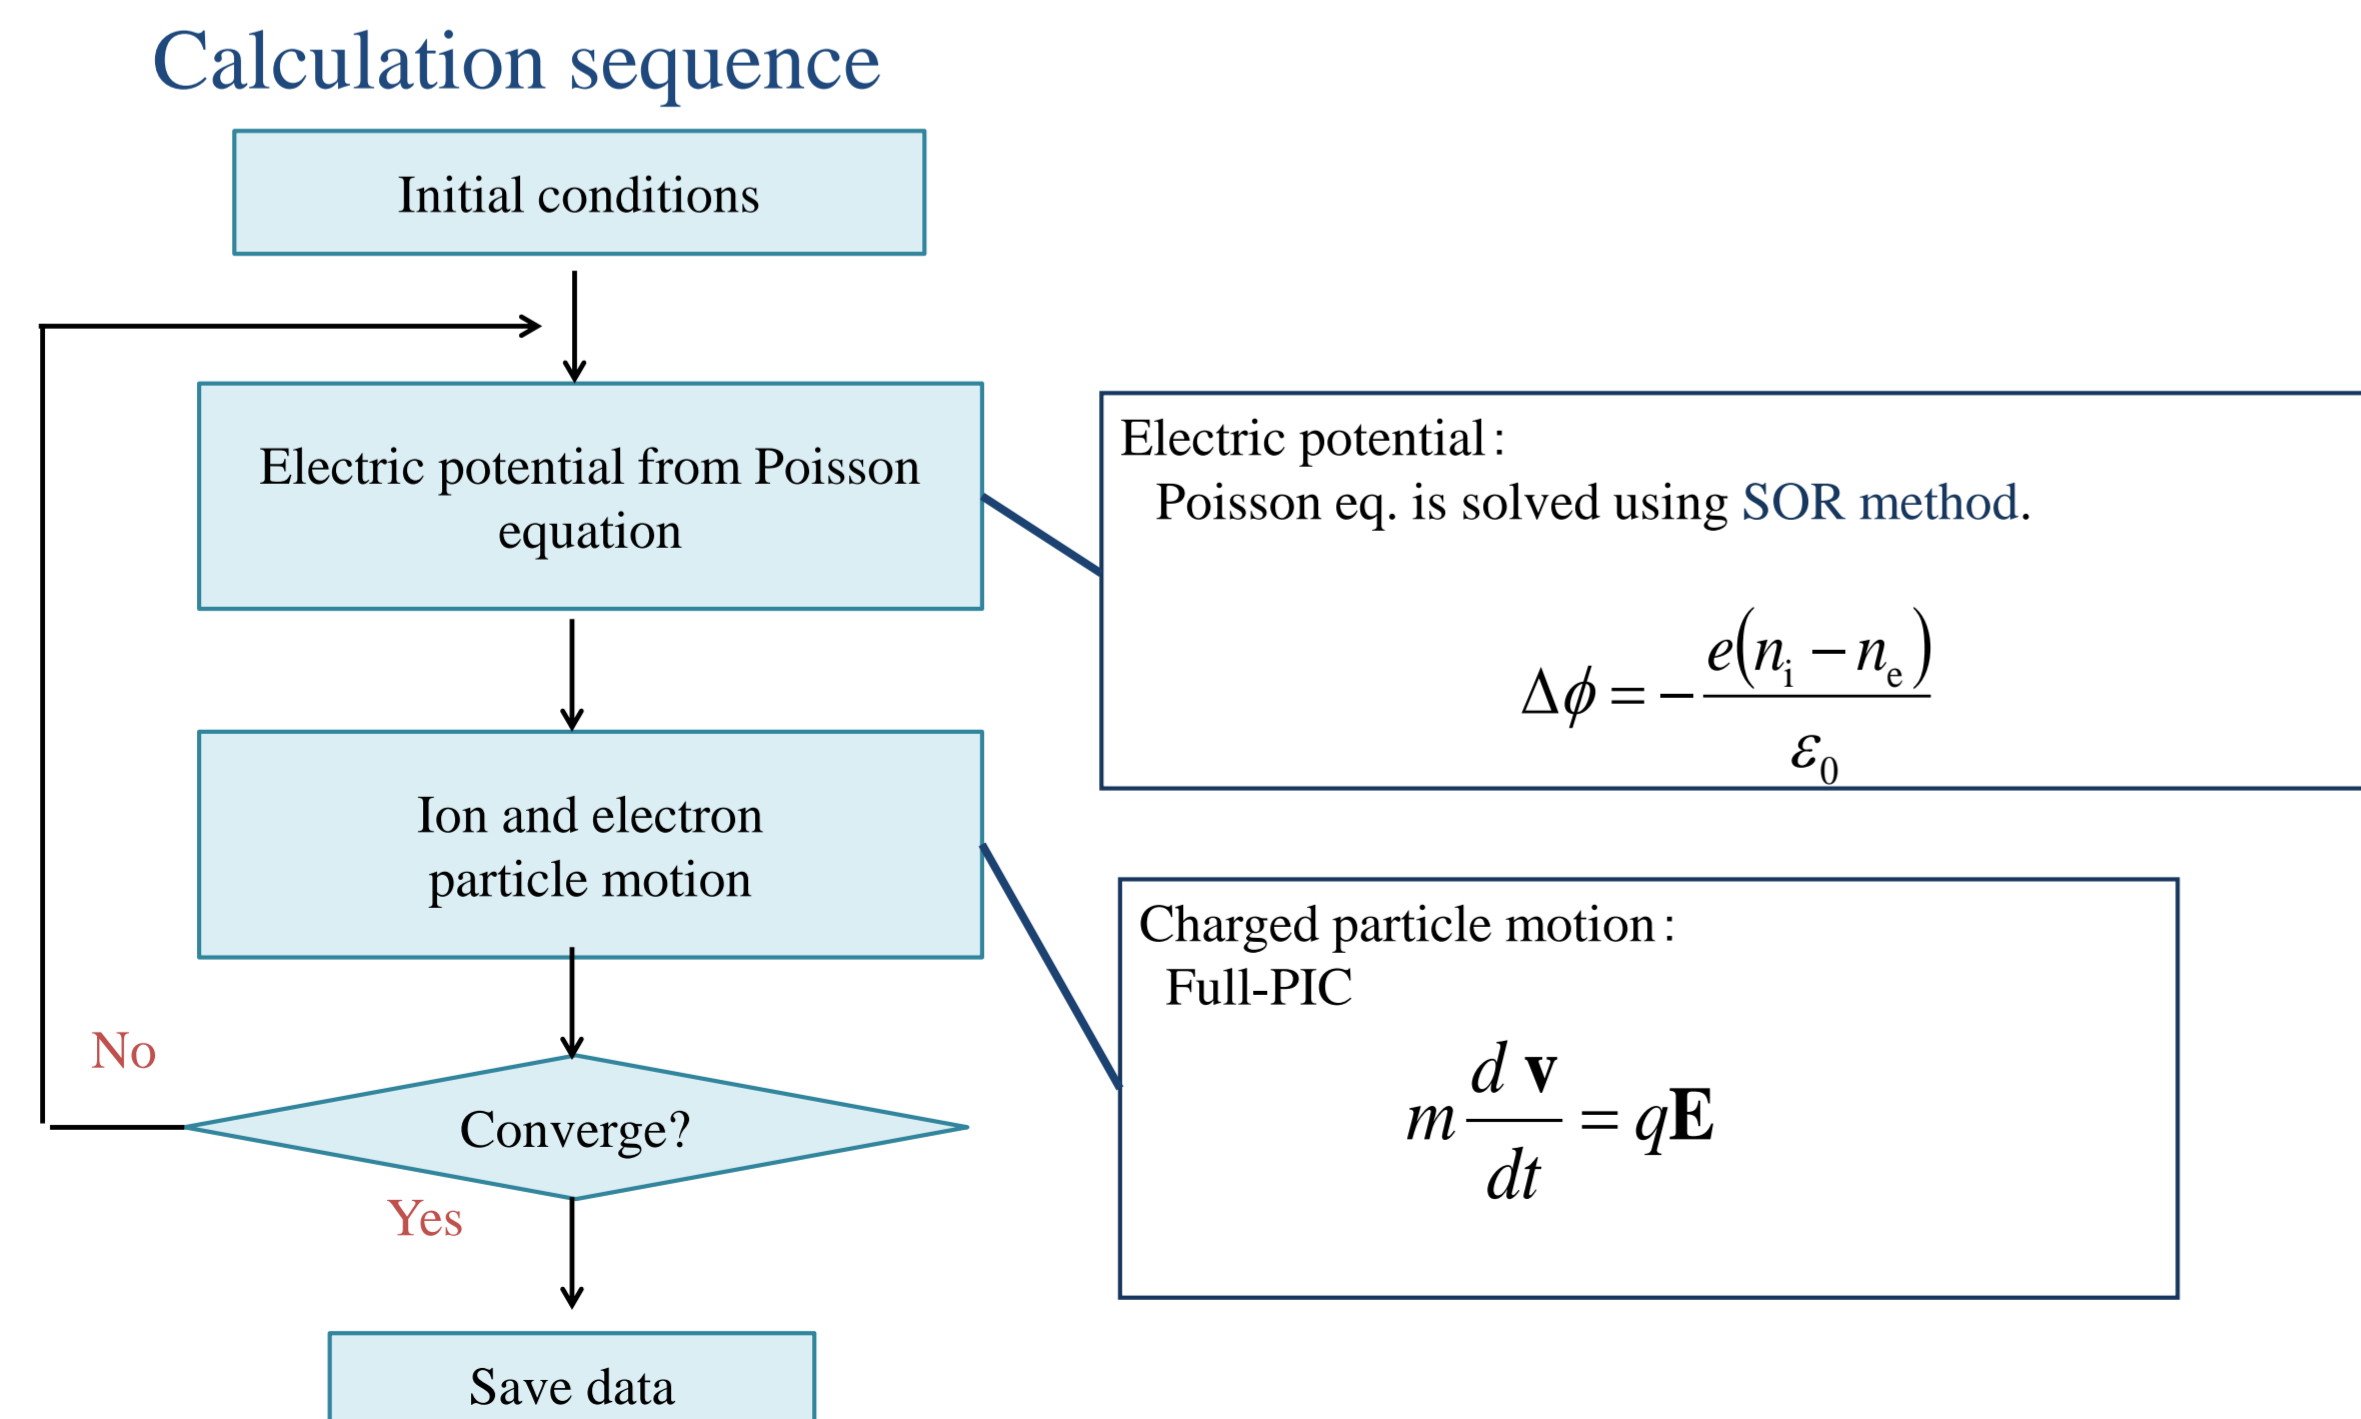 Calculation sequence
Initial conditions
Electric potential from Poisson
equation
Electric potential:
Poisson eq. is solved using SOR method.
Δϕ = − e(nᵢ − nₑ) / ε₀
Ion and electron
particle motion
Charged particle motion:
Full-PIC
m d v / dt = qE
No
Converge?
Yes
Save data